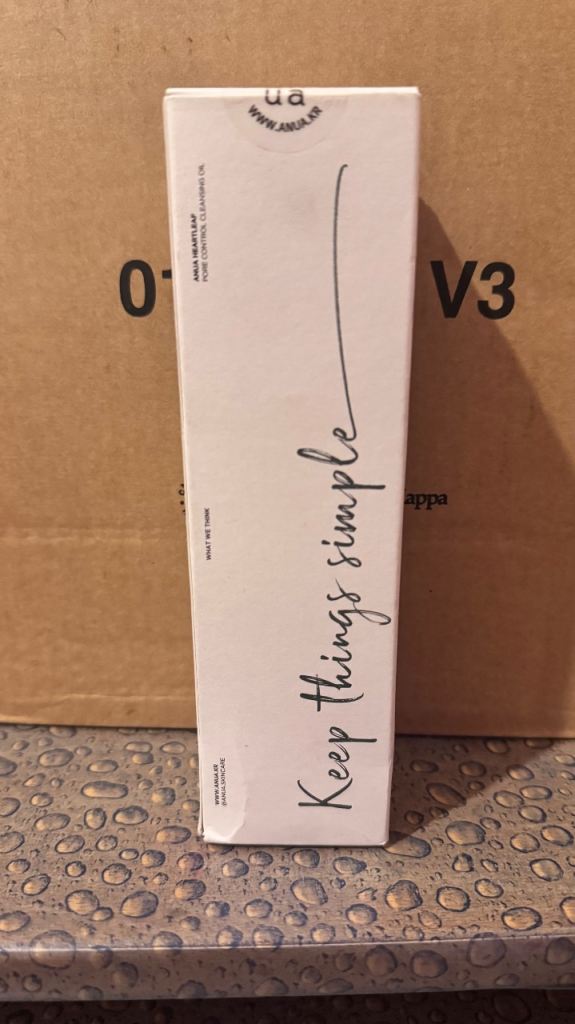 ua
WWW.ANUA.KR
ANUA HEARTLEAF
PORE CONTROL CLEANSING OIL
WHAT WE THINK
WWW.ANUA.KR
@ANUA.SKINCARE
Keep things simple
V3